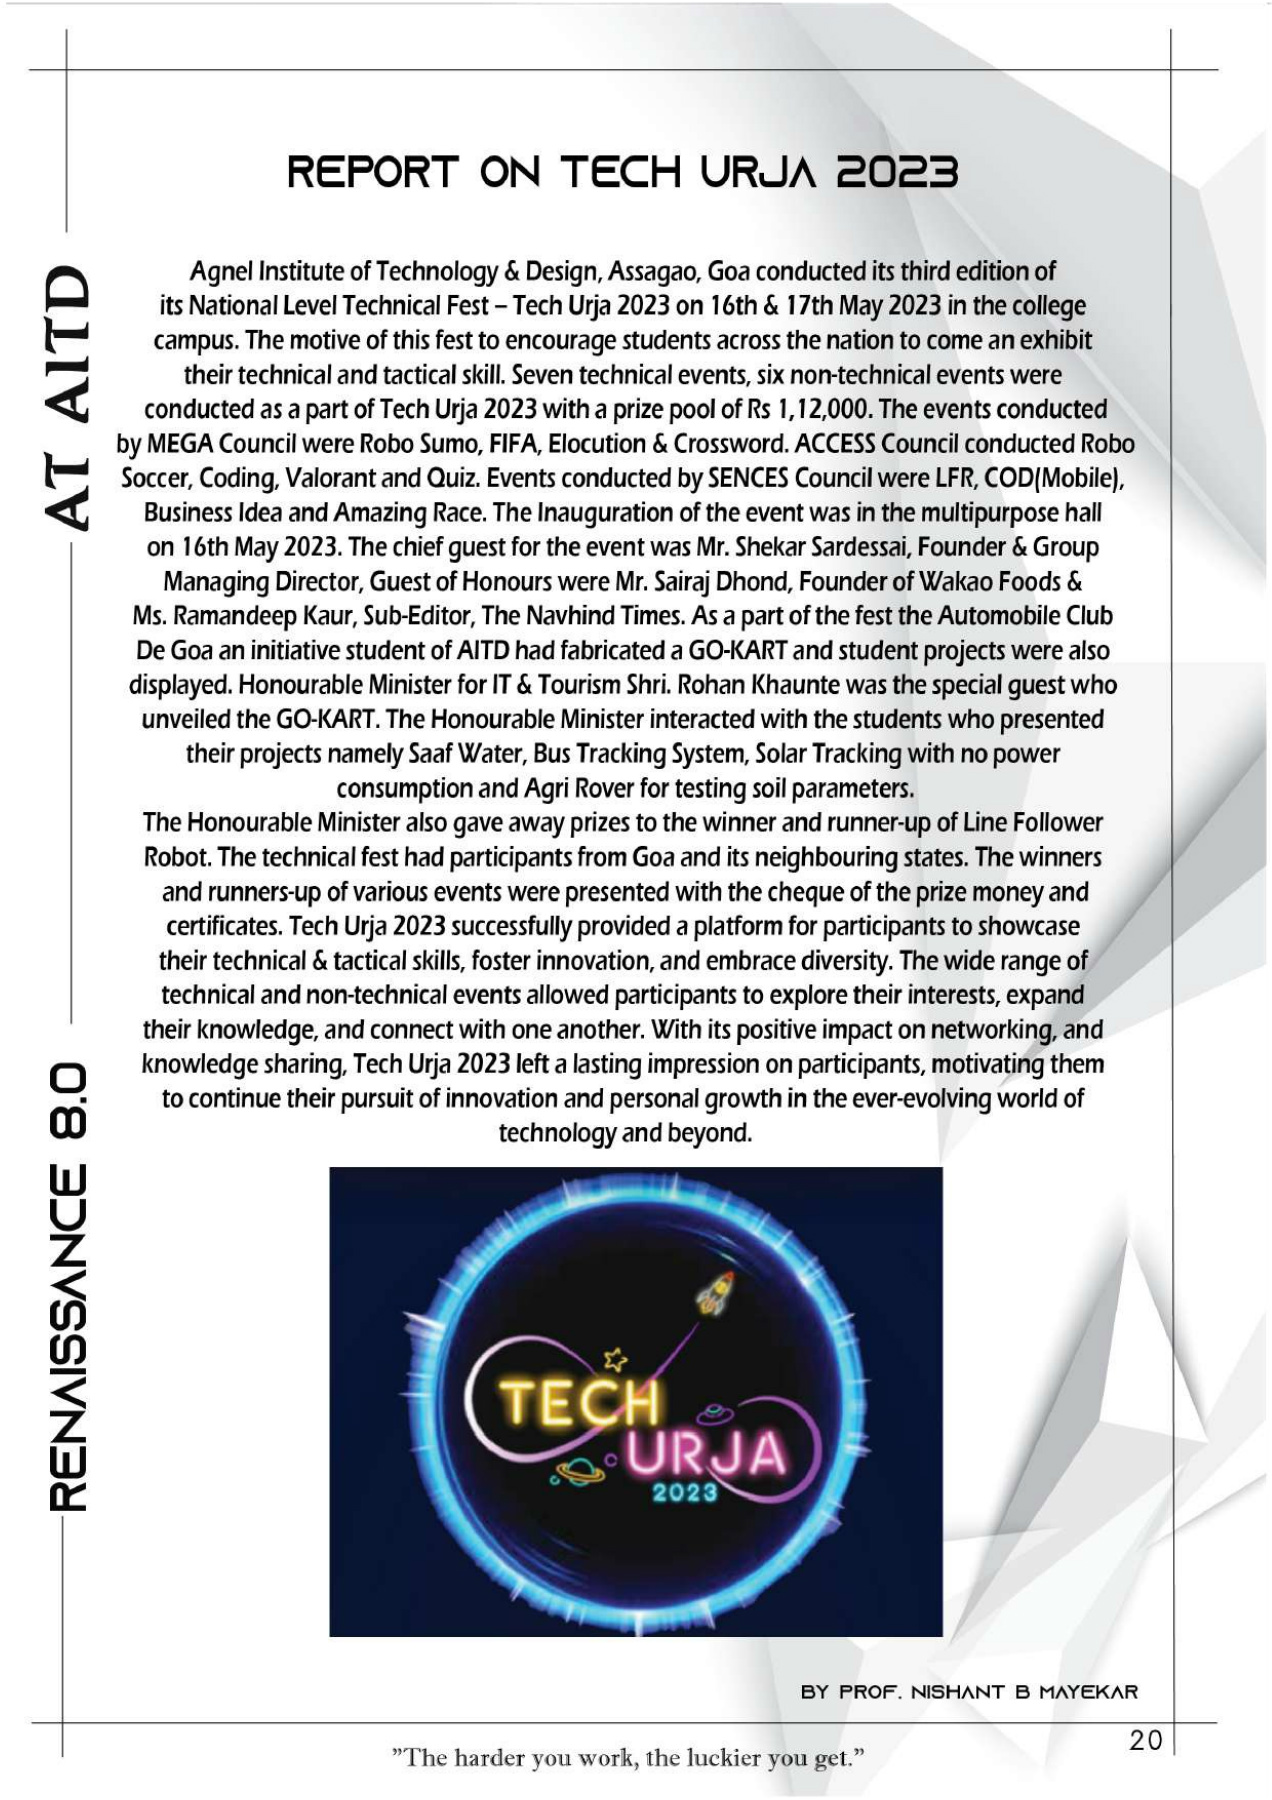 REPORT ON TECH URJA 2023
Agnel Institute of Technology & Design, Assagao, Goa conducted its third edition of
its National Level Technical Fest – Tech Urja 2023 on 16th & 17th May 2023 in the college
campus. The motive of this fest to encourage students across the nation to come an exhibit
their technical and tactical skill. Seven technical events, six non-technical events were
conducted as a part of Tech Urja 2023 with a prize pool of Rs 1,12,000. The events conducted
by MEGA Council were Robo Sumo, FIFA, Elocution & Crossword. ACCESS Council conducted Robo
Soccer, Coding, Valorant and Quiz. Events conducted by SENCES Council were LFR, COD(Mobile),
Business Idea and Amazing Race. The Inauguration of the event was in the multipurpose hall
on 16th May 2023. The chief guest for the event was Mr. Shekar Sardessai, Founder & Group
Managing Director, Guest of Honours were Mr. Sairaj Dhond, Founder of Wakao Foods &
Ms. Ramandeep Kaur, Sub-Editor, The Navhind Times. As a part of the fest the Automobile Club
De Goa an initiative student of AITD had fabricated a GO-KART and student projects were also
displayed. Honourable Minister for IT & Tourism Shri. Rohan Khaunte was the special guest who
unveiled the GO-KART. The Honourable Minister interacted with the students who presented
their projects namely Saaf Water, Bus Tracking System, Solar Tracking with no power
consumption and Agri Rover for testing soil parameters.
The Honourable Minister also gave away prizes to the winner and runner-up of Line Follower
Robot. The technical fest had participants from Goa and its neighbouring states. The winners
and runners-up of various events were presented with the cheque of the prize money and
certificates. Tech Urja 2023 successfully provided a platform for participants to showcase
their technical & tactical skills, foster innovation, and embrace diversity. The wide range of
technical and non-technical events allowed participants to explore their interests, expand
their knowledge, and connect with one another. With its positive impact on networking, and
knowledge sharing, Tech Urja 2023 left a lasting impression on participants, motivating them
to continue their pursuit of innovation and personal growth in the ever-evolving world of
technology and beyond.
TECH
URJA
2023
BY PROF. NISHANT B MAYEKAR
20
"The harder you work, the luckier you get."
AT AITD
RENAISSANCE 8.0